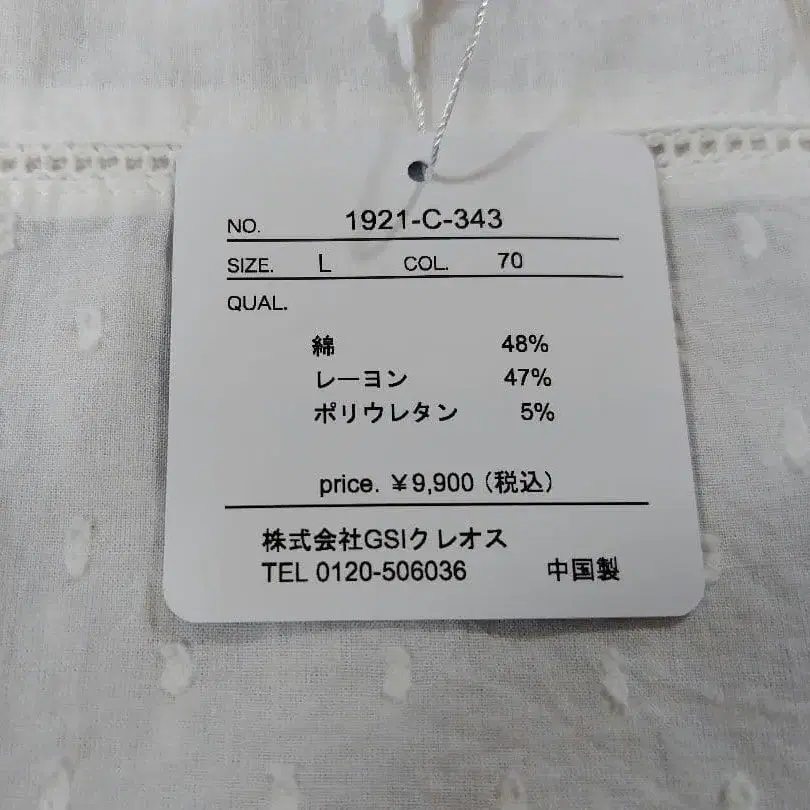 NO. 1921-C-343
SIZE. L COL. 70
QUAL.
綿 48%
レーヨン 47%
ポリウレタン 5%
price. ¥9,900 (税込)
株式会社GSIクレオス
TEL 0120-506036 中国製